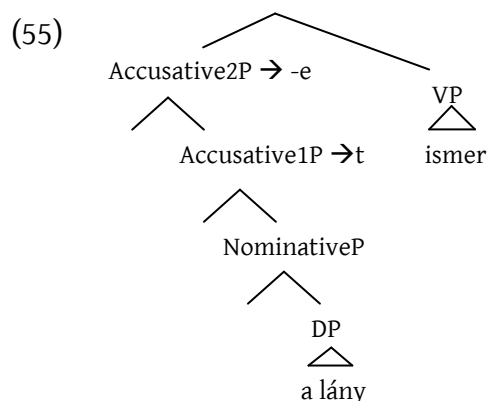 (55)
Accusative2P → -e
VP
Accusative1P →t
ismer
NominativeP
DP
a lány